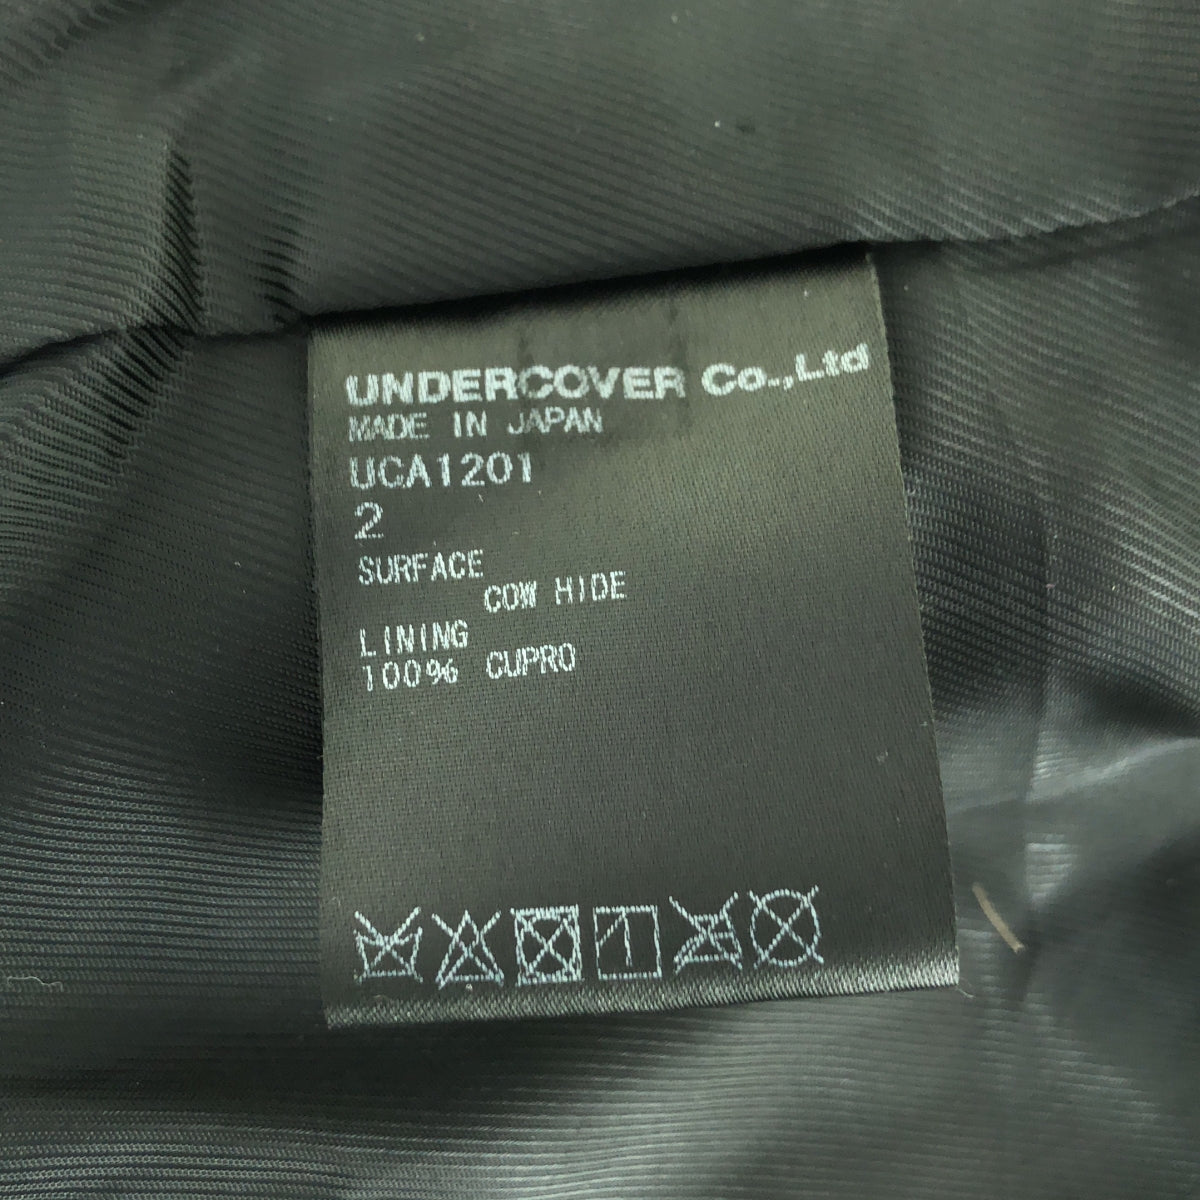 UNDERCOVER Co.,Ltd
MADE IN JAPAN
UCA1201
2
SURFACE
COW HIDE
LINING
100% CUPRO